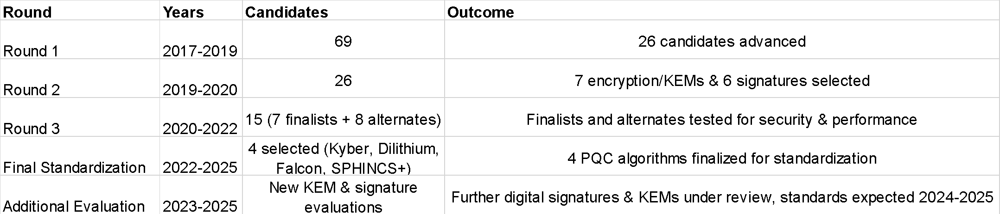 Round Years Candidates Outcome
Round 1 2017-2019 69 26 candidates advanced
Round 2 2019-2020 26 7 encryption/KEMs & 6 signatures selected
Round 3 2020-2022 15 (7 finalists + 8 alternates) Finalists and alternates tested for security & performance
Final Standardization 2022-2025 4 selected (Kyber, Dilithium,
Falcon, SPHINCS+) 4 PQC algorithms finalized for standardization
Additional Evaluation 2023-2025 New KEM & signature
evaluations Further digital signatures & KEMs under review, standards expected 2024-2025